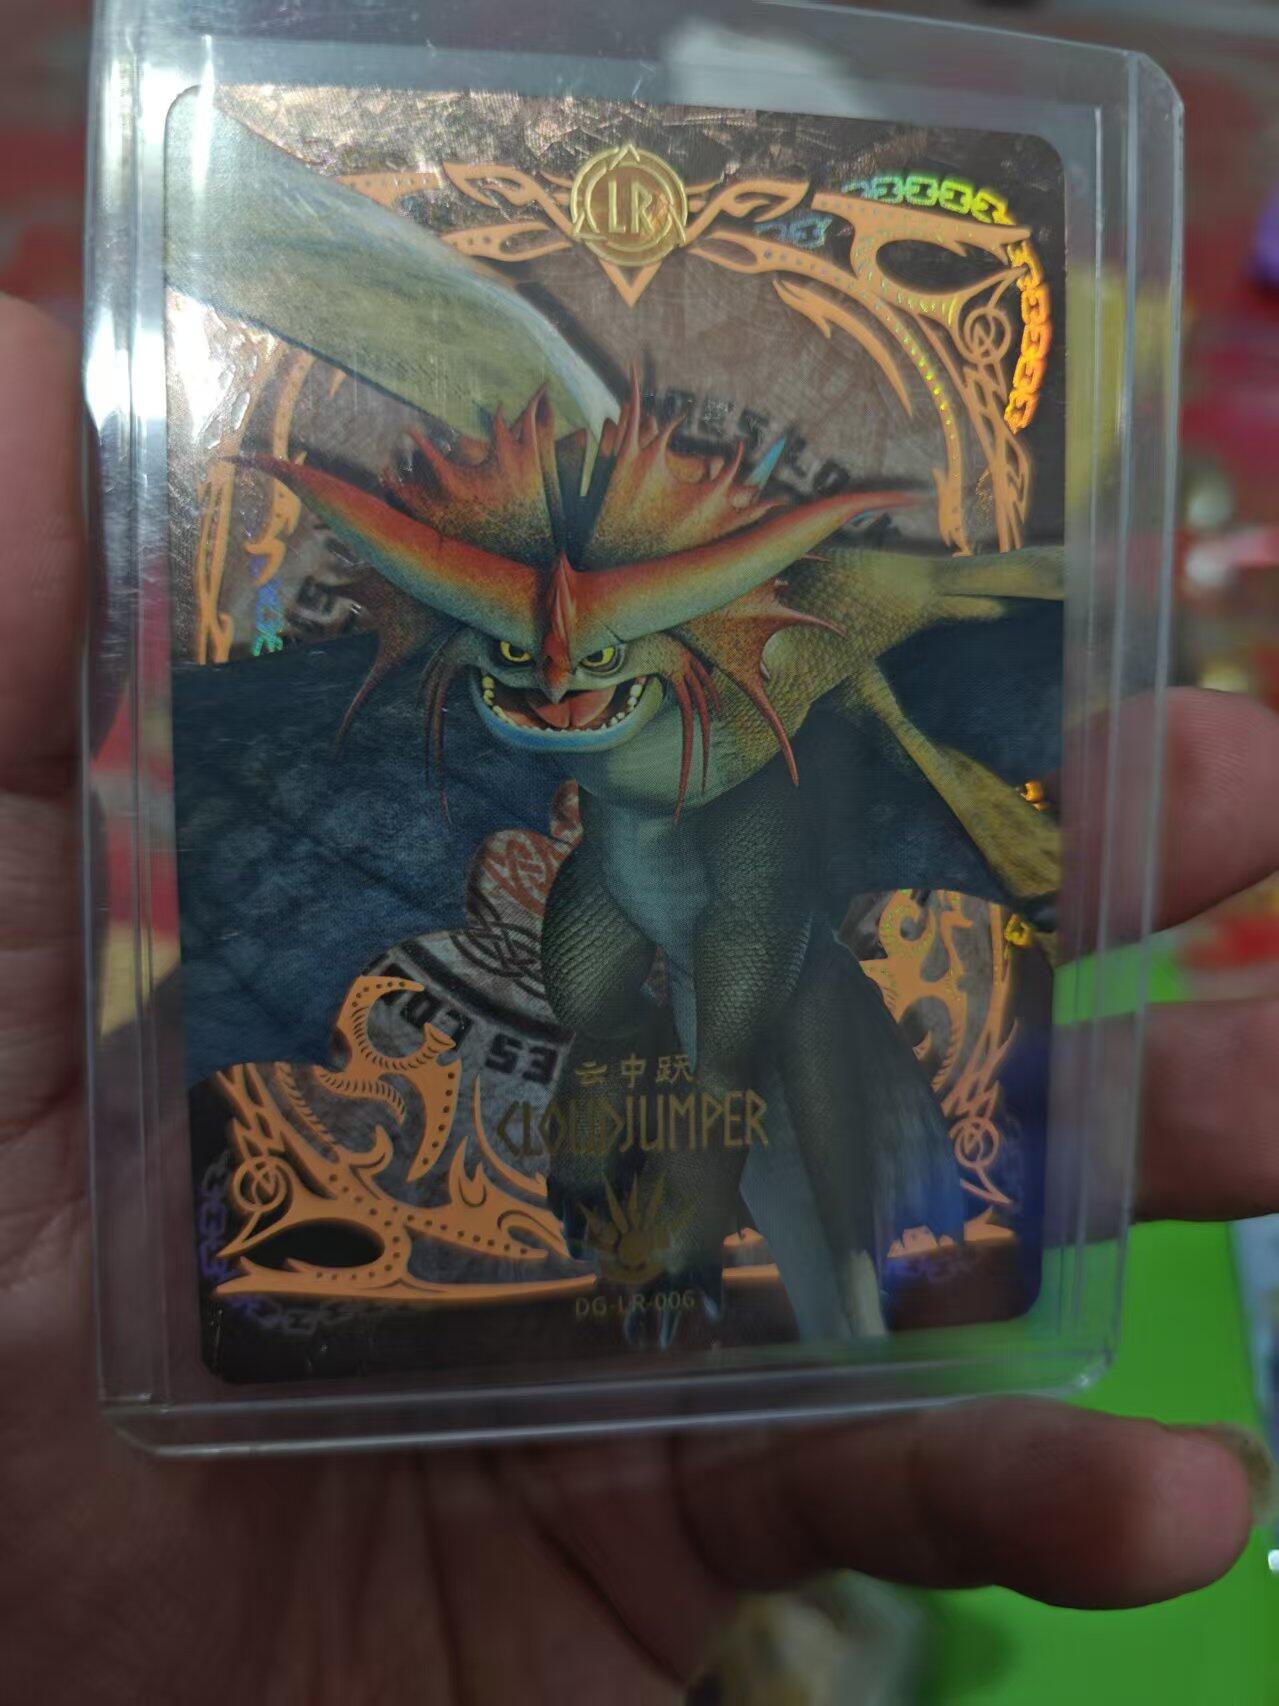 LR
云中跃
CLOUDJUMPER
DG-LR-006